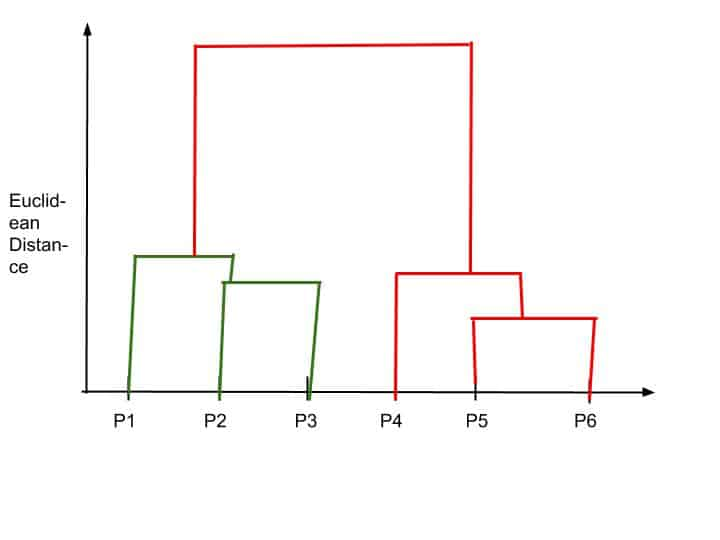 Euclid-
ean
Distan-
ce
P1 P2 P3 P4 P5 P6